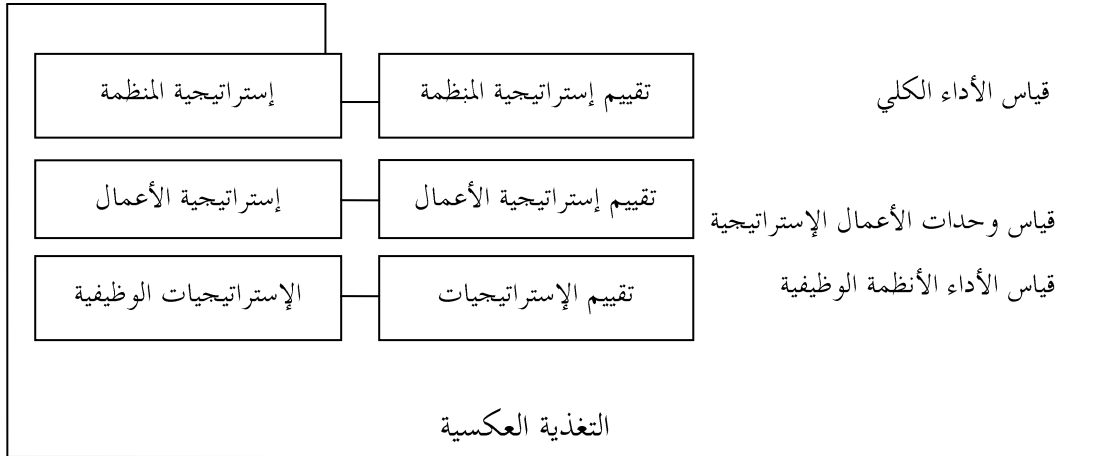 قياس الأداء الكلي
تقييم إستراتيجية المنظمة
إستراتيجية المنظمة
قياس وحدات الأعمال الإستراتيجية
تقييم إستراتيجية الأعمال
إستراتيجية الأعمال
قياس الأداء الأنظمة الوظيفية
تقييم الإستراتيجيات
الإستراتيجيات الوظيفية
التغذية العكسية